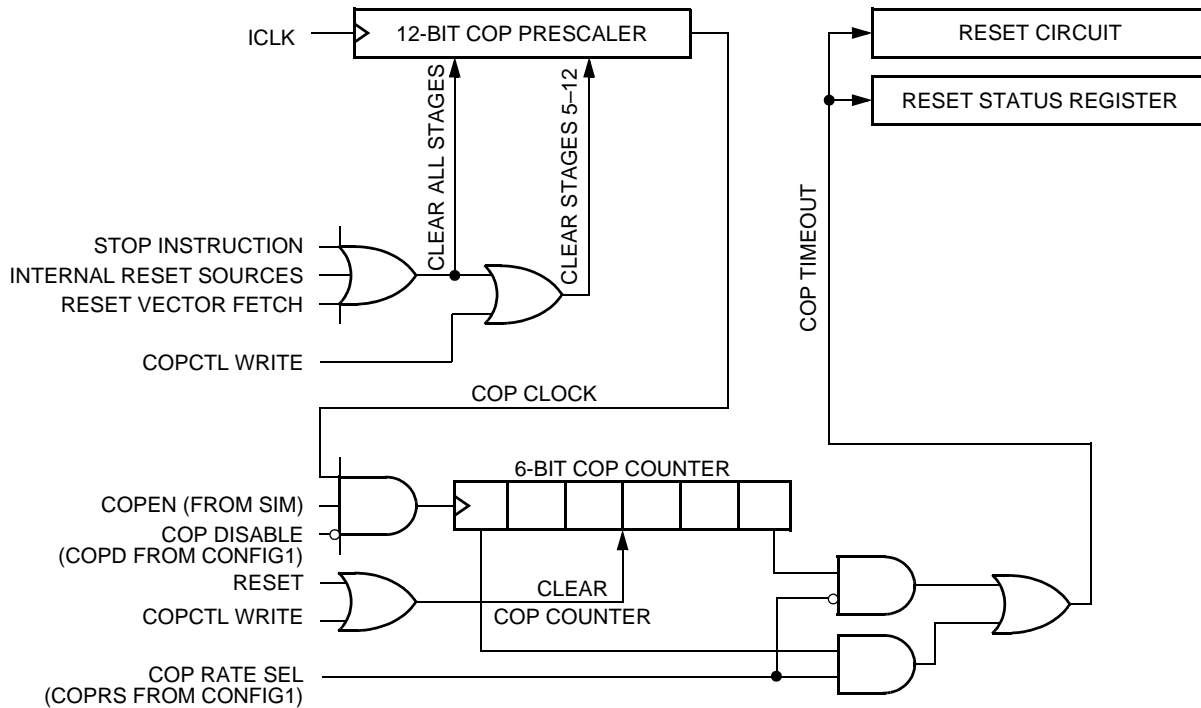 ICLK
12-BIT COP PRESCALER
RESET CIRCUIT
RESET STATUS REGISTER
CLEAR ALL STAGES
CLEAR STAGES 5–12
COP TIMEOUT
STOP INSTRUCTION
INTERNAL RESET SOURCES
RESET VECTOR FETCH
COPCTL WRITE
COP CLOCK
6-BIT COP COUNTER
COPEN (FROM SIM)
COP DISABLE
(COPD FROM CONFIG1)
RESET
CLEAR
COPCTL WRITE
COP COUNTER
COP RATE SEL
(COPRS FROM CONFIG1)